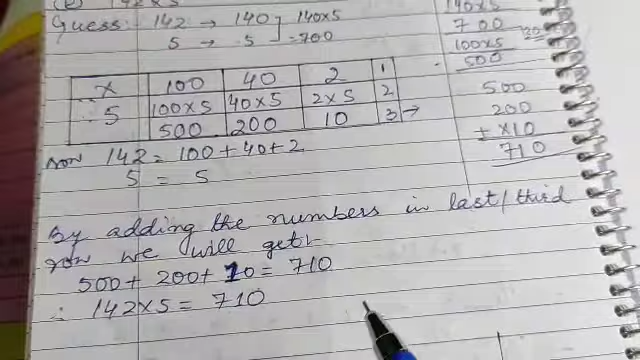 142 × 5
Guess: 142 → 140 ] 140×5
5 → 5 =700
140×5
700
100×5
500
× 100 40 2 1
5 100×5 40×5 2×5 2
500 200 10 3→
500
200
+ ×10
710
now 142 = 100+40+2
5 = 5
By adding the numbers in last/third
row we will get:-
500+ 200+ 10= 710
∴ 142×5 = 710